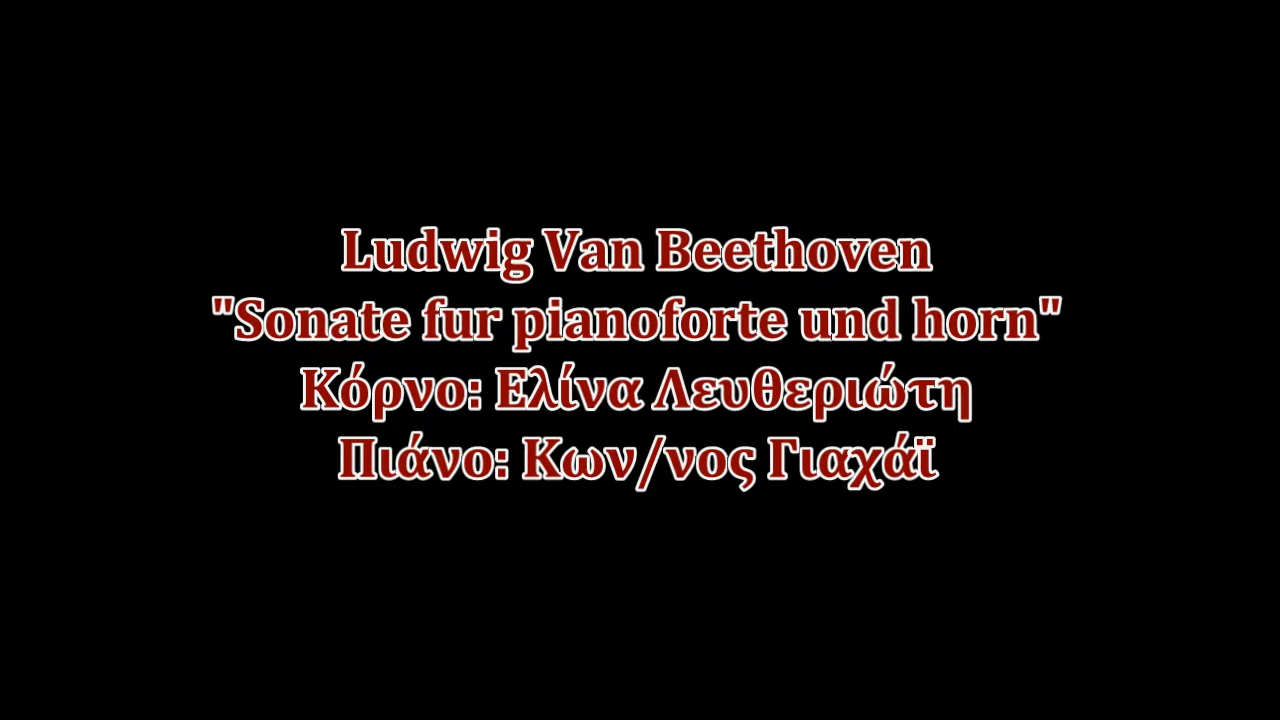 Ludwig Van Beethoven
"Sonate fur pianoforte und horn"
Κόρνο: Ελίνα Λευθεριώτη
Πιάνο: Κων/νος Γιαχάϊ